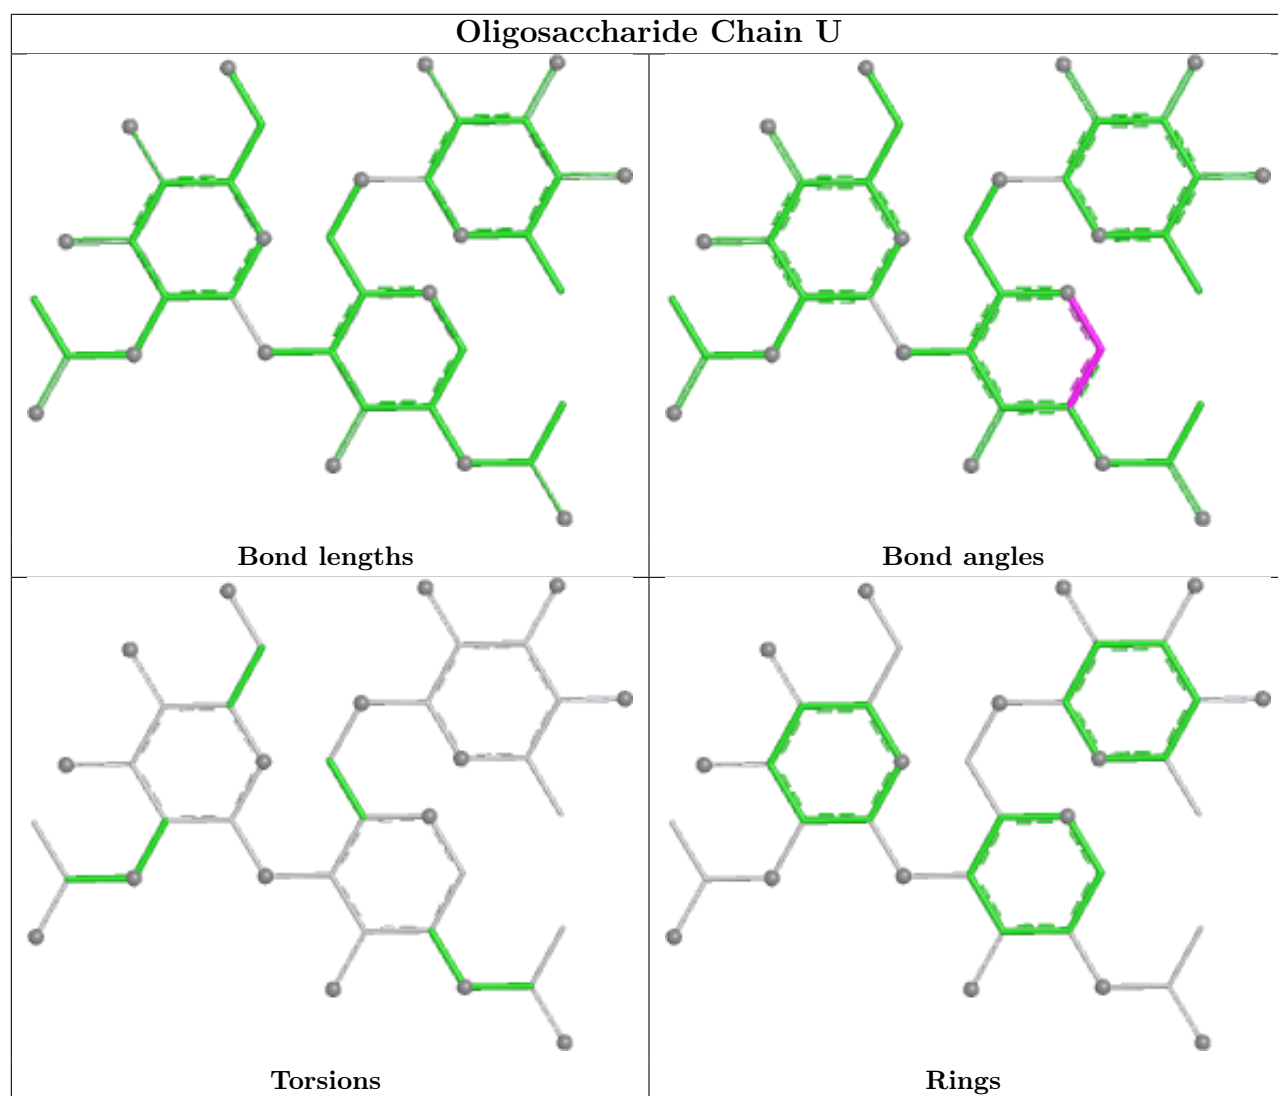 Oligosaccharide Chain U
Bond lengths
Bond angles
Torsions
Rings